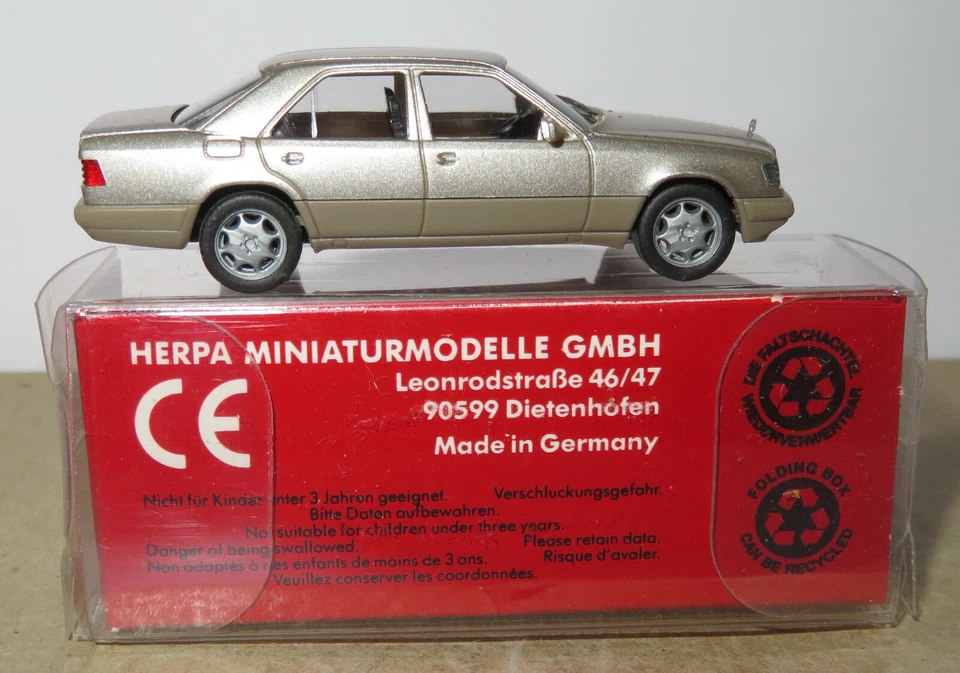 HERPA MINIATURMODELLE GMBH
Leonrodstraße 46/47
90599 Dietenhofen
Made in Germany
CE
Nicht für Kinder unter 3 Jahren geeignet. Verschluckungsgefahr.
Bitte Daten aufbewahren.
Not suitable for children under three years. Please retain data.
Danger of being swallowed. Risque d'avaler.
Non adaptés à des enfants de moins de 3 ans.
Veuillez conserver les coordonnées.
DIE FALTSCHACHTEL
WIEDERVERWERTBAR
FOLDING BOX
CAN BE RECYCLED